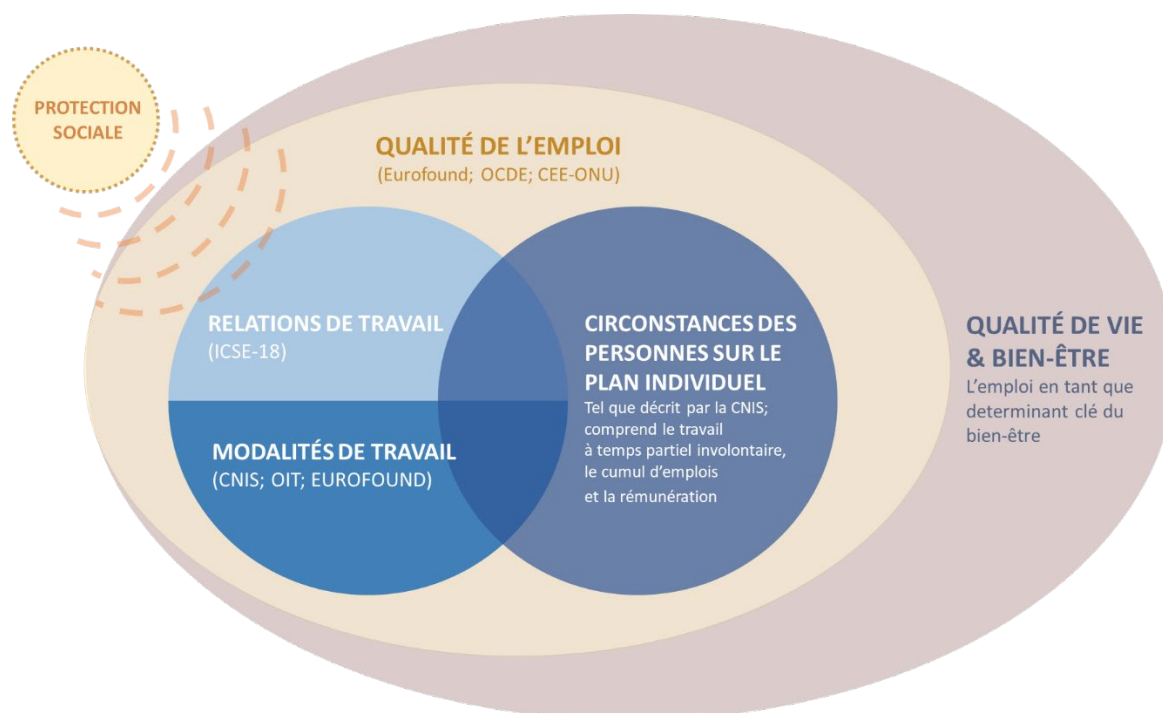 PROTECTION
SOCIALE
QUALITÉ DE L’EMPLOI
(Eurofound; OCDE; CEE-ONU)
RELATIONS DE TRAVAIL
(ICSE-18)
MODALITÉS DE TRAVAIL
(CNIS; OIT; EUROFOUND)
CIRCONSTANCES DES
PERSONNES SUR LE
PLAN INDIVIDUEL
Tel que décrit par la CNIS;
comprend le travail
à temps partiel involontaire,
le cumul d’emplois
et la rémunération
QUALITÉ DE VIE
& BIEN-ÊTRE
L’emploi en tant que
determinant clé du
bien-être